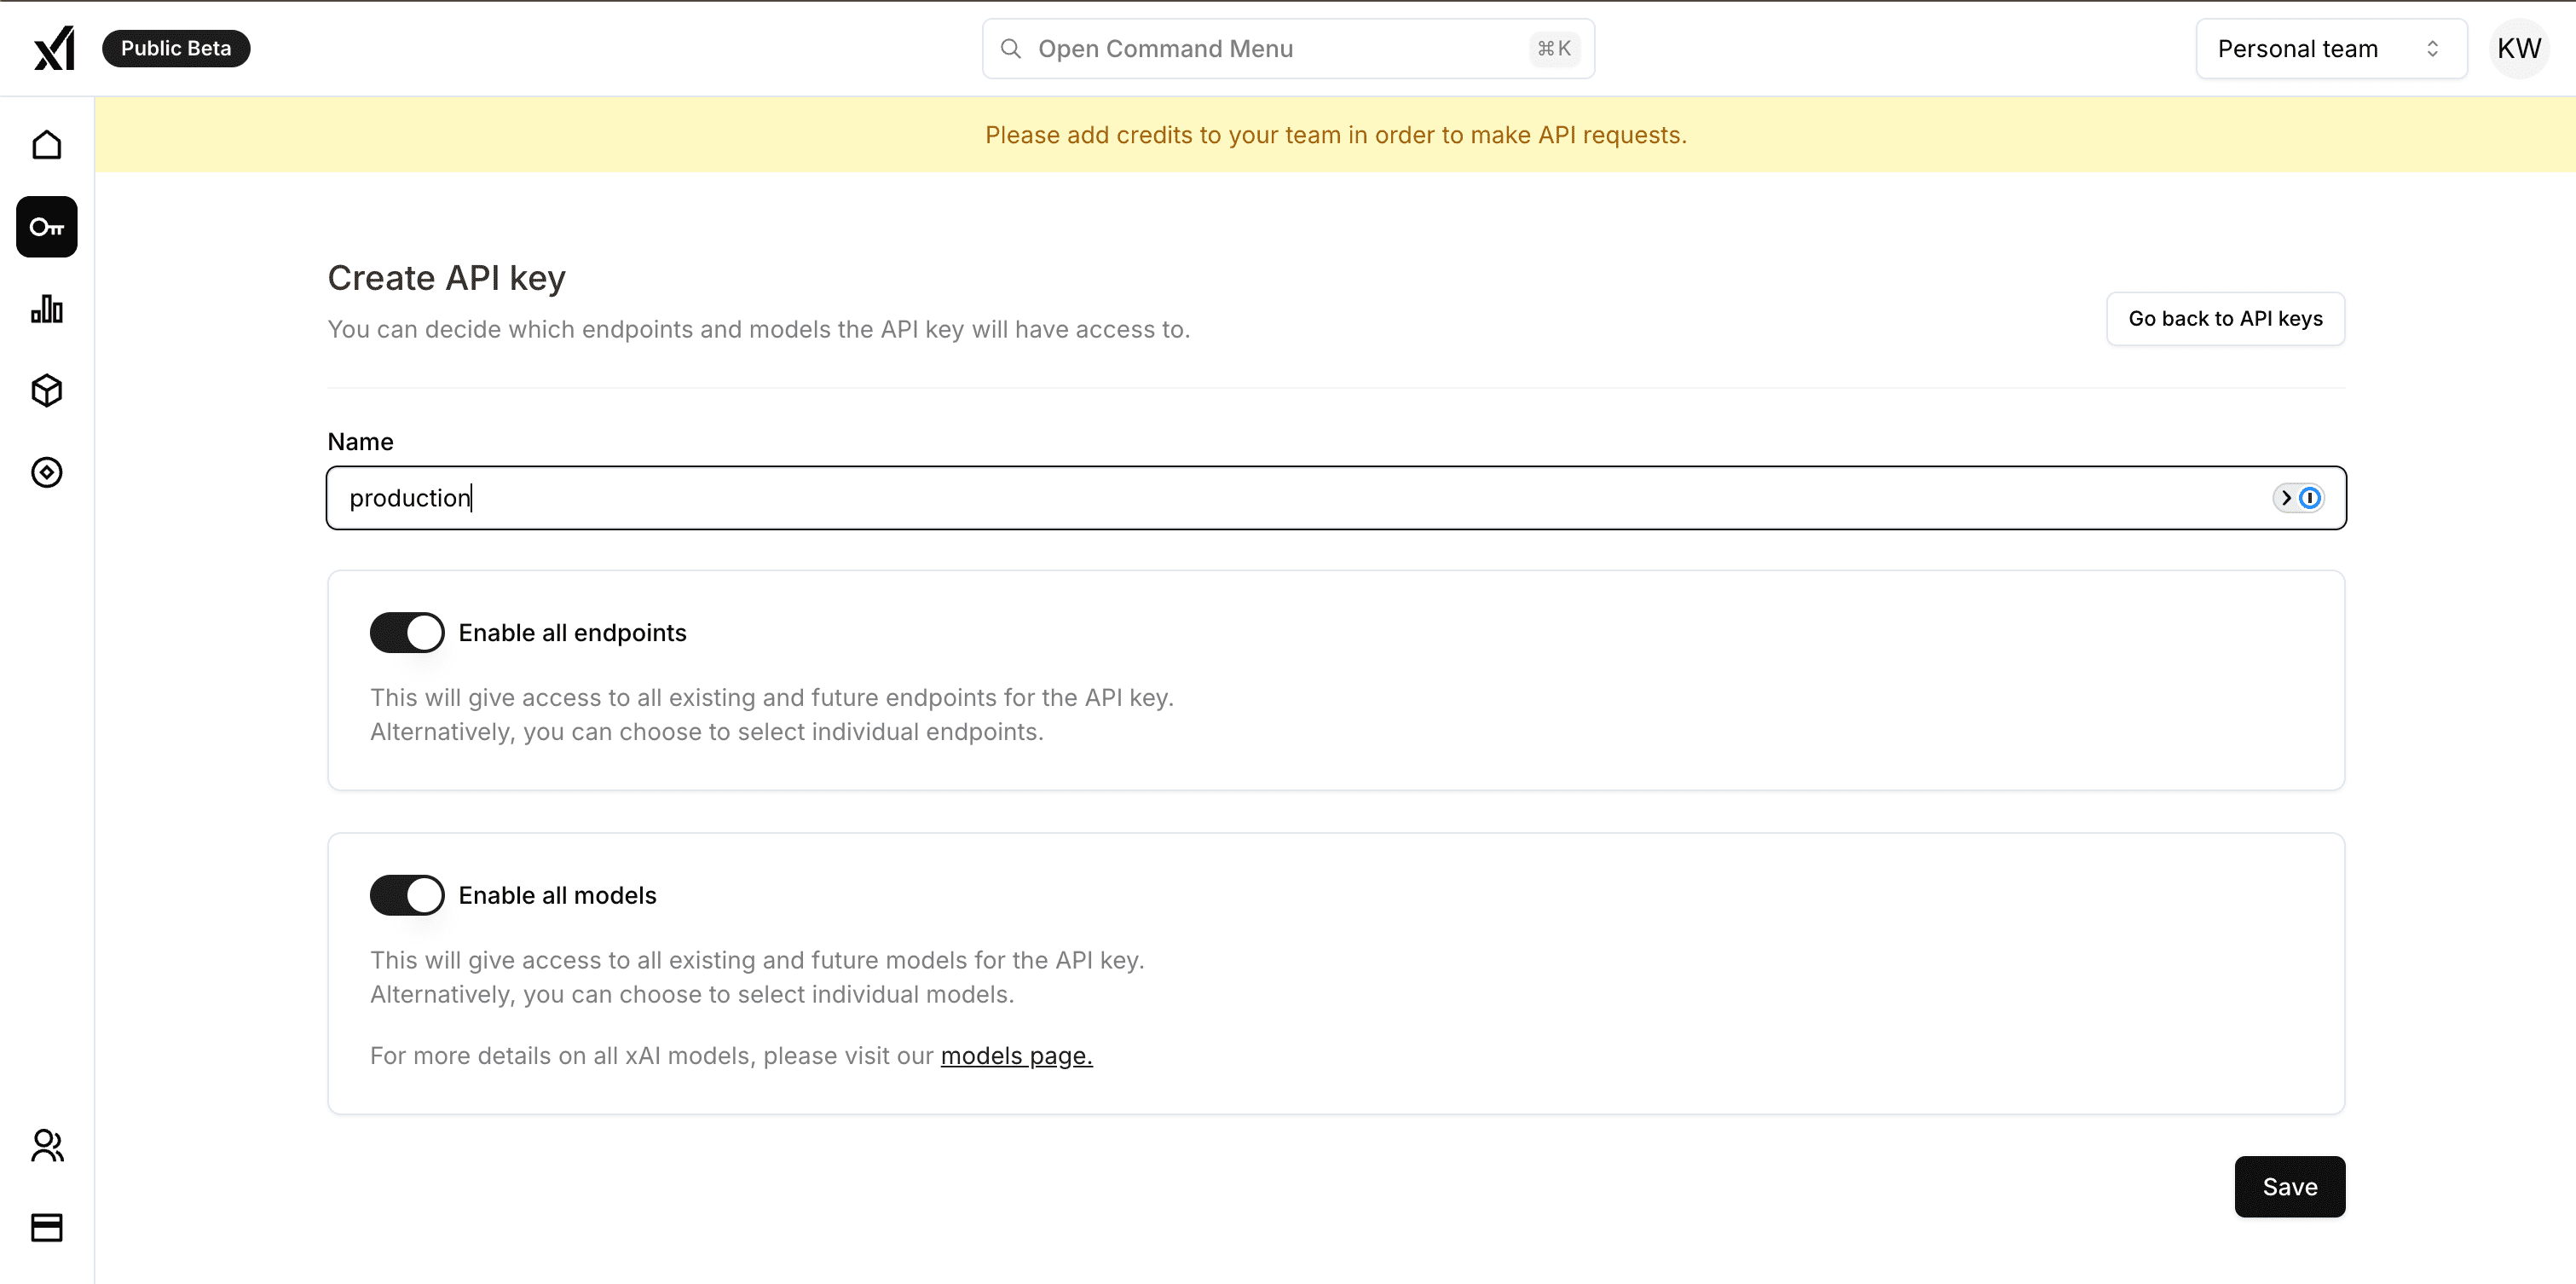 xI
Public Beta
Open Command Menu
⌘K
Personal team
KW
Please add credits to your team in order to make API requests.
Create API key
You can decide which endpoints and models the API key will have access to.
Go back to API keys
Name
production
Enable all endpoints
This will give access to all existing and future endpoints for the API key.
Alternatively, you can choose to select individual endpoints.
Enable all models
This will give access to all existing and future models for the API key.
Alternatively, you can choose to select individual models.
For more details on all xAI models, please visit our models page.
Save